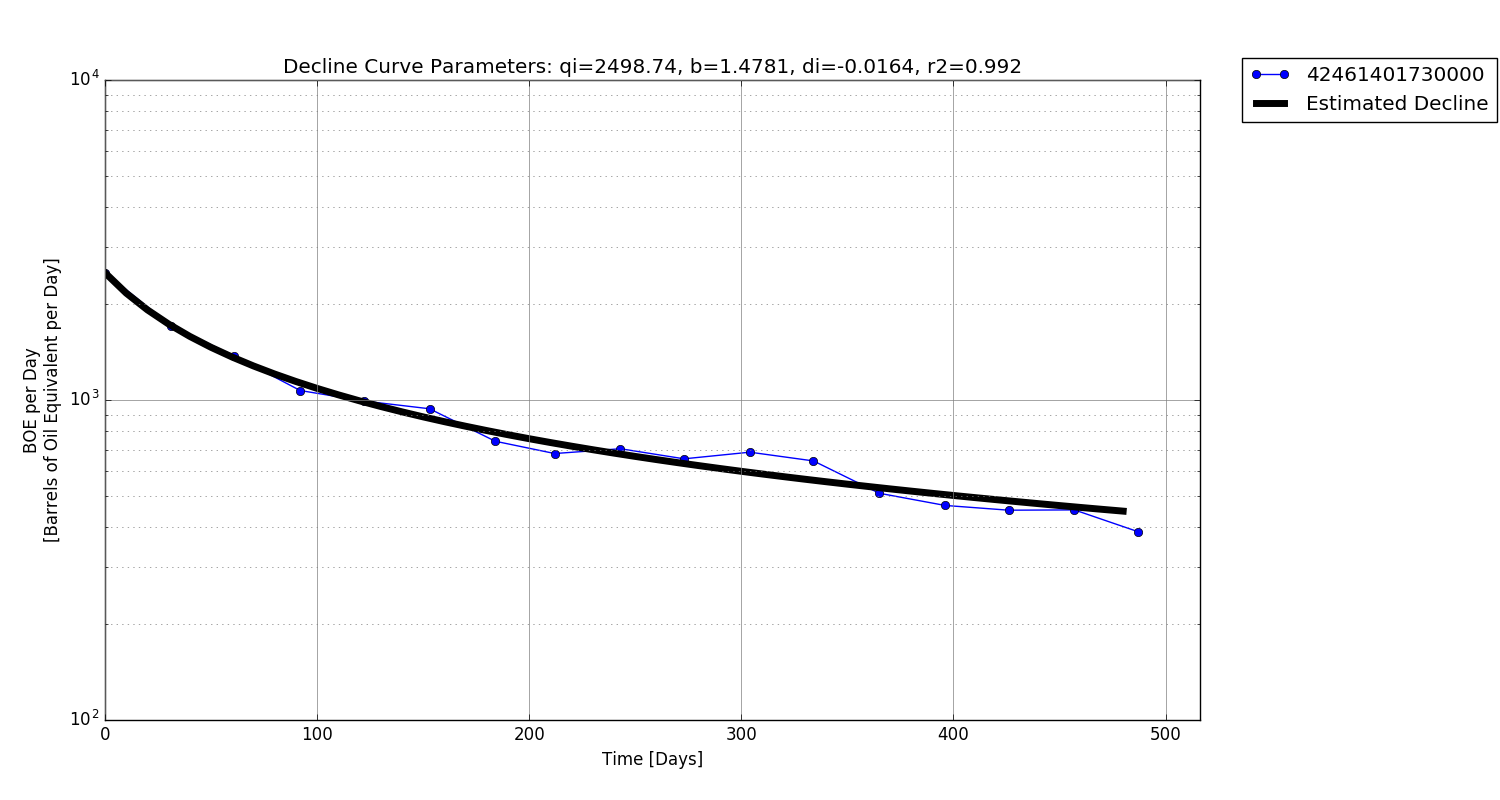 Decline Curve Parameters: qi=2498.74, b=1.4781, di=-0.0164, r2=0.992
42461401730000
Estimated Decline
BOE per Day
[Barrels of Oil Equivalent per Day]
10^4
10^3
10^2
0 100 200 300 400 500
Time [Days]